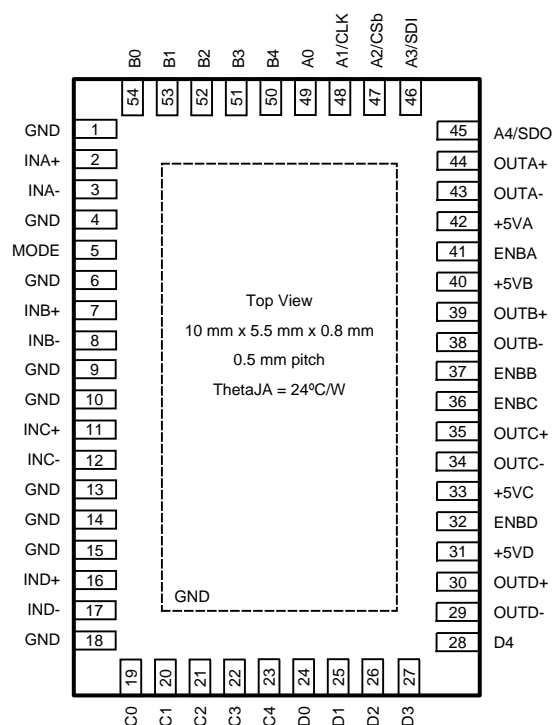 B0
B1
B2
B3
B4
A0
A1/CLK
A2/CSb
A3/SDI
54
53
52
51
50
49
48
47
46
GND 1
INA+ 2
INA- 3
GND 4
MODE 5
GND 6
INB+ 7
INB- 8
GND 9
GND 10
INC+ 11
INC- 12
GND 13
GND 14
GND 15
IND+ 16
IND- 17
GND 18
Top View
10 mm x 5.5 mm x 0.8 mm
0.5 mm pitch
ThetaJA = 24ºC/W
GND
45 A4/SDO
44 OUTA+
43 OUTA-
42 +5VA
41 ENBA
40 +5VB
39 OUTB+
38 OUTB-
37 ENBB
36 ENBC
35 OUTC+
34 OUTC-
33 +5VC
32 ENBD
31 +5VD
30 OUTD+
29 OUTD-
28 D4
19
20
21
22
23
24
25
26
27
C0
C1
C2
C3
C4
D0
D1
D2
D3